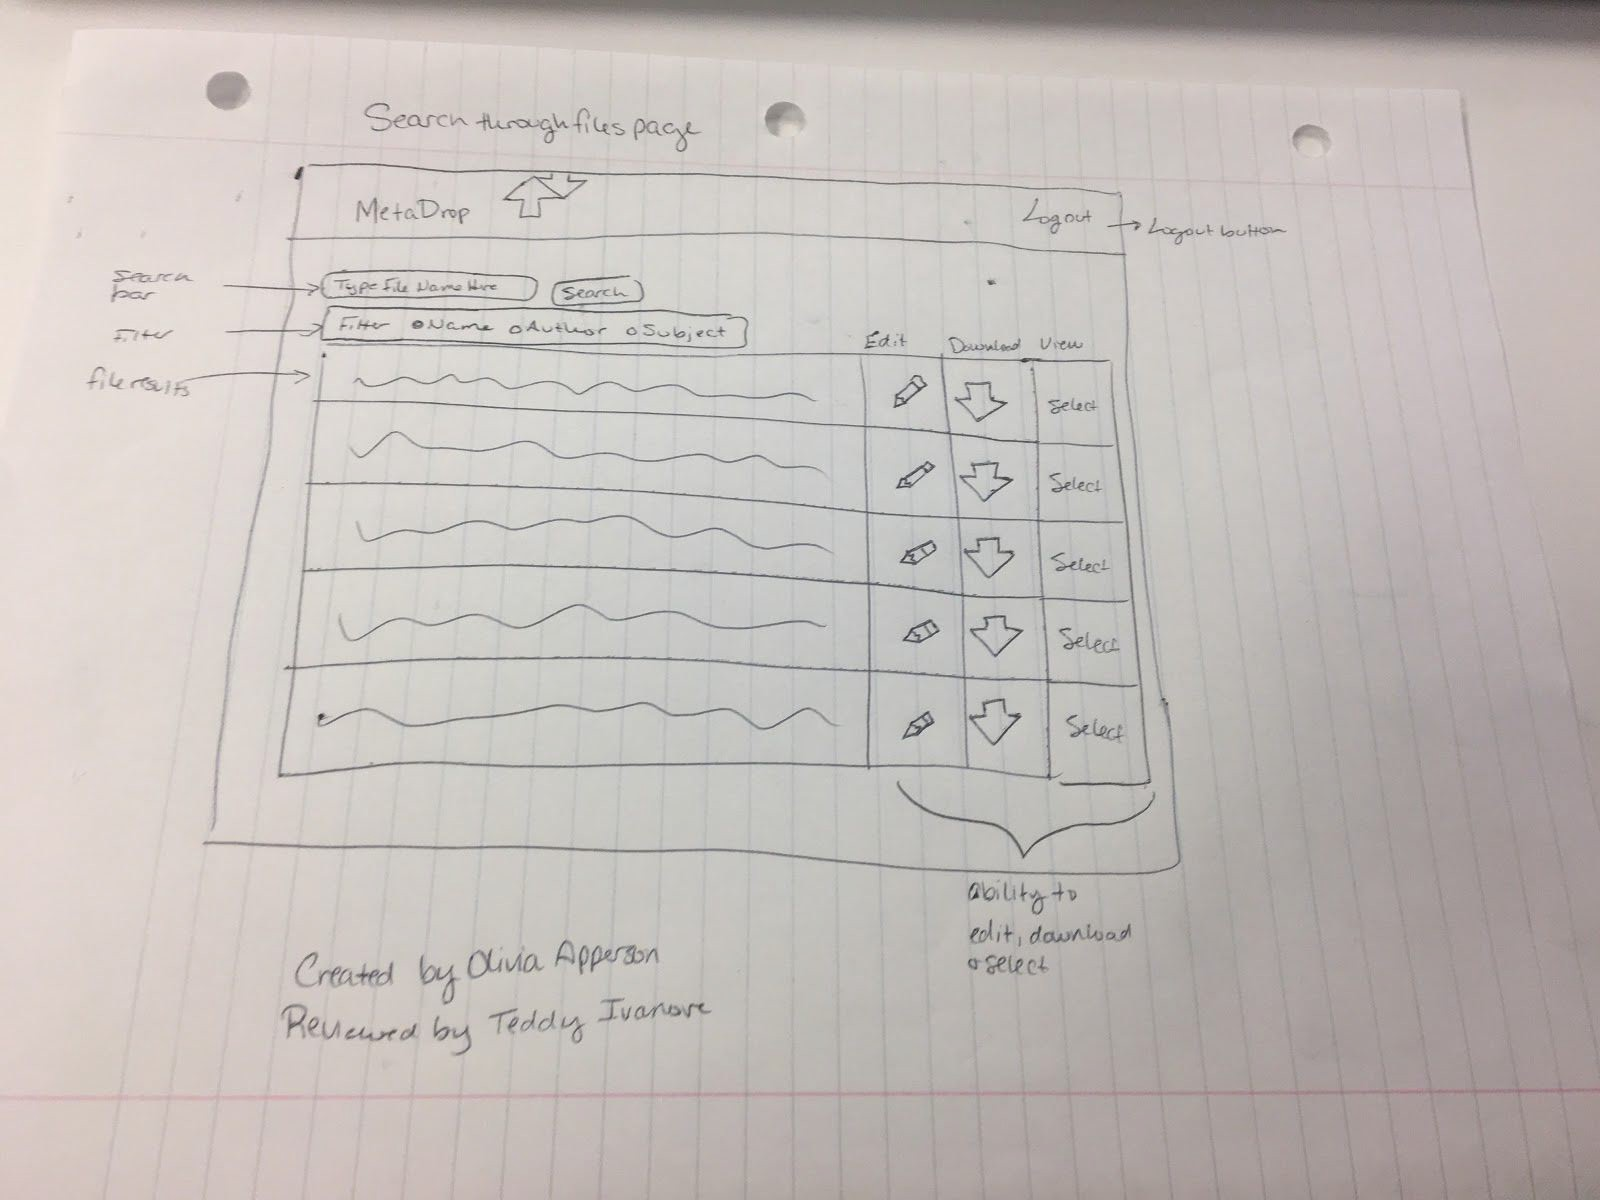 Search through files page
MetaDrop
Logout
Logout button
Search
bar
Type File Name Here
Search
Filter
Filter Name Author Subject
Edit
Download
View
file results
Select
Select
Select
Select
Select
ability to
edit, download
& select
Created by Olivia Apperson
Reviewed by Teddy Ivanove